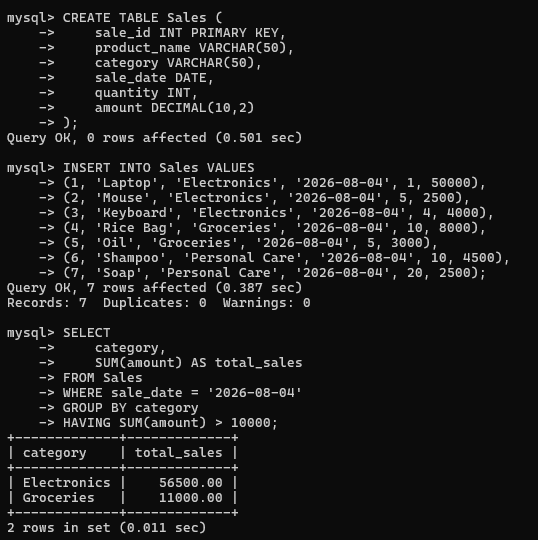 mysql> CREATE TABLE Sales (
    ->     sale_id INT PRIMARY KEY,
    ->     product_name VARCHAR(50),
    ->     category VARCHAR(50),
    ->     sale_date DATE,
    ->     quantity INT,
    ->     amount DECIMAL(10,2)
    -> );
Query OK, 0 rows affected (0.501 sec)

mysql> INSERT INTO Sales VALUES
    -> (1, 'Laptop', 'Electronics', '2026-08-04', 1, 50000),
    -> (2, 'Mouse', 'Electronics', '2026-08-04', 5, 2500),
    -> (3, 'Keyboard', 'Electronics', '2026-08-04', 4, 4000),
    -> (4, 'Rice Bag', 'Groceries', '2026-08-04', 10, 8000),
    -> (5, 'Oil', 'Groceries', '2026-08-04', 5, 3000),
    -> (6, 'Shampoo', 'Personal Care', '2026-08-04', 10, 4500),
    -> (7, 'Soap', 'Personal Care', '2026-08-04', 20, 2500);
Query OK, 7 rows affected (0.387 sec)
Records: 7  Duplicates: 0  Warnings: 0

mysql> SELECT
    ->     category,
    ->     SUM(amount) AS total_sales
    -> FROM Sales
    -> WHERE sale_date = '2026-08-04'
    -> GROUP BY category
    -> HAVING SUM(amount) > 10000;
+-------------+-------------+
| category    | total_sales |
+-------------+-------------+
| Electronics |    56500.00 |
| Groceries   |    11000.00 |
+-------------+-------------+
2 rows in set (0.011 sec)